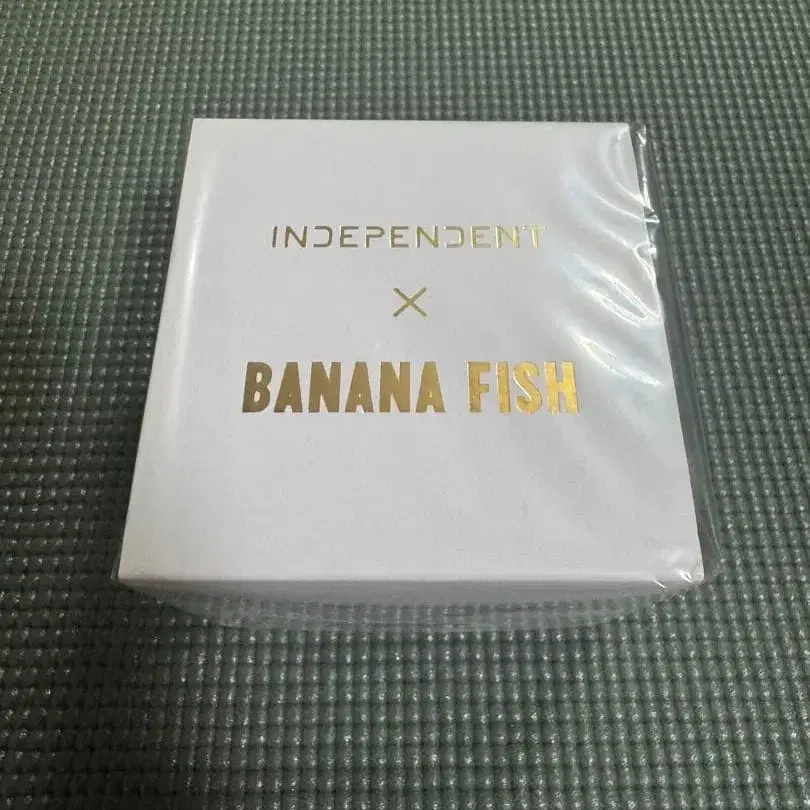 INDEPENDENT
×
BANANA FISH